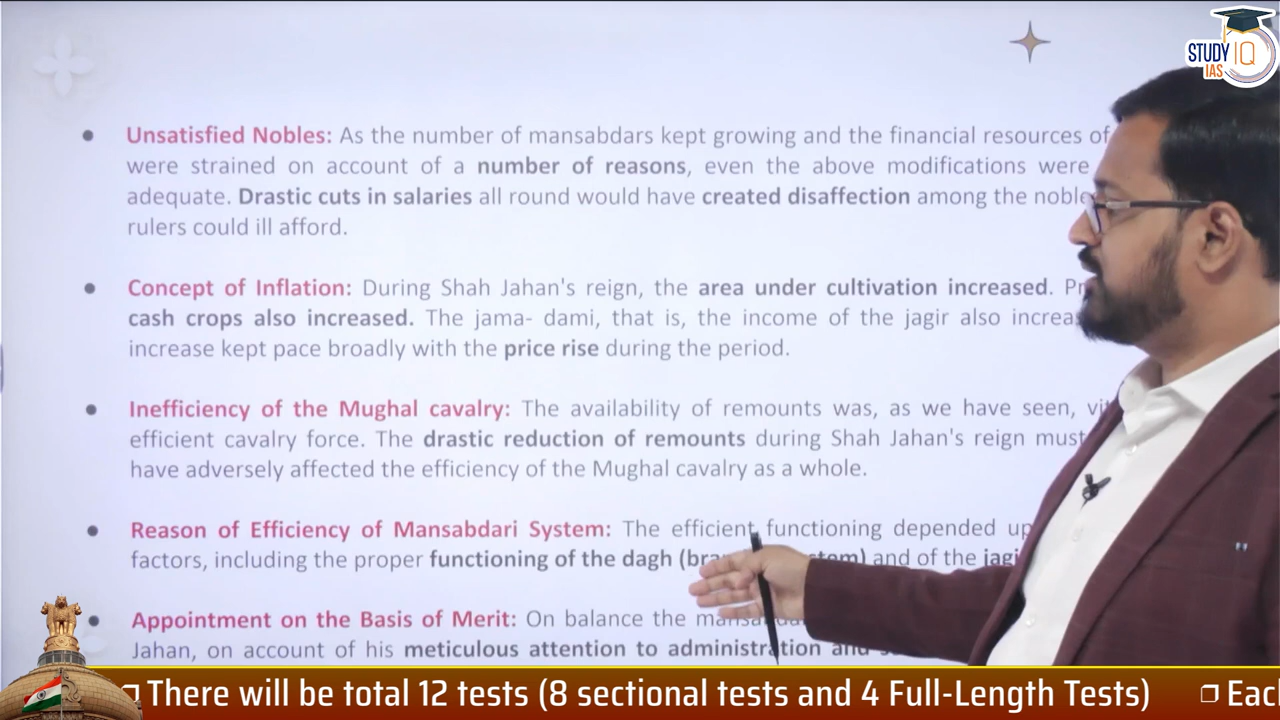 STUDY IQ
IAS
● Unsatisfied Nobles: As the number of mansabdars kept growing and the financial resources of
were strained on account of a number of reasons, even the above modifications were
adequate. Drastic cuts in salaries all round would have created disaffection among the
rulers could ill afford.
● Concept of Inflation: During Shah Jahan's reign, the area under cultivation increased.
cash crops also increased. The jama- dami, that is, the income of the jagir also
increase kept pace broadly with the price rise during the period.
● Inefficiency of the Mughal cavalry: The availability of remounts was, as we have seen,
efficient cavalry force. The drastic reduction of remounts during Shah Jahan's reign must
have adversely affected the efficiency of the Mughal cavalry as a whole.
● Reason of Efficiency of Mansabdari System: The efficient functioning depended
factors, including the proper functioning of the dagh and of the
● Appointment on the Basis of Merit: On balance the
Jahan, on account of his meticulous attention to administration and
❐ There will be total 12 tests (8 sectional tests and 4 Full-Length Tests) ❐